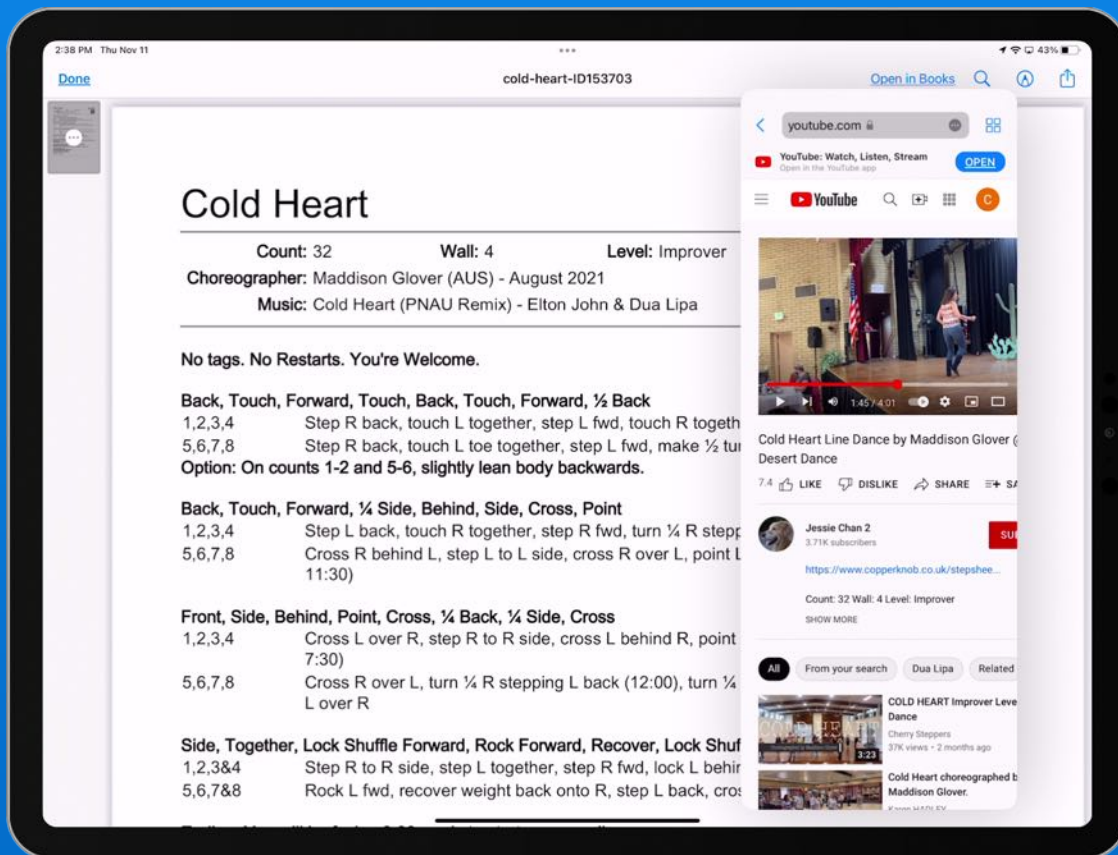 2:38 PM Thu Nov 11
43%
Done
cold-heart-ID153703
Open in Books
Cold Heart
Count: 32 Wall: 4 Level: Improver
Choreographer: Maddison Glover (AUS) - August 2021
Music: Cold Heart (PNAU Remix) - Elton John & Dua Lipa
No tags. No Restarts. You're Welcome.
Back, Touch, Forward, Touch, Back, Touch, Forward, ½ Back
1,2,3,4 Step R back, touch L together, step L fwd, touch R togeth
5,6,7,8 Step R back, touch L toe together, step L fwd, make ½ tu
Option: On counts 1-2 and 5-6, slightly lean body backwards.
Back, Touch, Forward, ¼ Side, Behind, Side, Cross, Point
1,2,3,4 Step L back, touch R together, step R fwd, turn ¼ R stepp
5,6,7,8 Cross R behind L, step L to L side, cross R over L, point L
11:30)
Front, Side, Behind, Point, Cross, ¼ Back, ¼ Side, Cross
1,2,3,4 Cross L over R, step R to R side, cross L behind R, point
7:30)
5,6,7,8 Cross R over L, turn ¼ R stepping L back (12:00), turn ¼
L over R
Side, Together, Lock Shuffle Forward, Rock Forward, Recover, Lock Shuf
1,2,3&4 Step R to R side, step L together, step R fwd, lock L behin
5,6,7&8 Rock L fwd, recover weight back onto R, step L back, cros
youtube.com
YouTube: Watch, Listen, Stream
Open in the YouTube app
OPEN
YouTube
C
1:45 / 4:01
Cold Heart Line Dance by Maddison Glover @
Desert Dance
7.4 LIKE DISLIKE SHARE SA
Jessie Chan 2
3.71K subscribers
SU
https://www.copperknob.co.uk/stepshee...
Count: 32 Wall: 4 Level: Improver
SHOW MORE
All From your search Dua Lipa Related
COLD HEART
3:23
COLD HEART Improver Leve
Dance
Cherry Steppers
37K views • 2 months ago
Cold Heart choreographed b
Maddison Glover.
Karen HADLEY